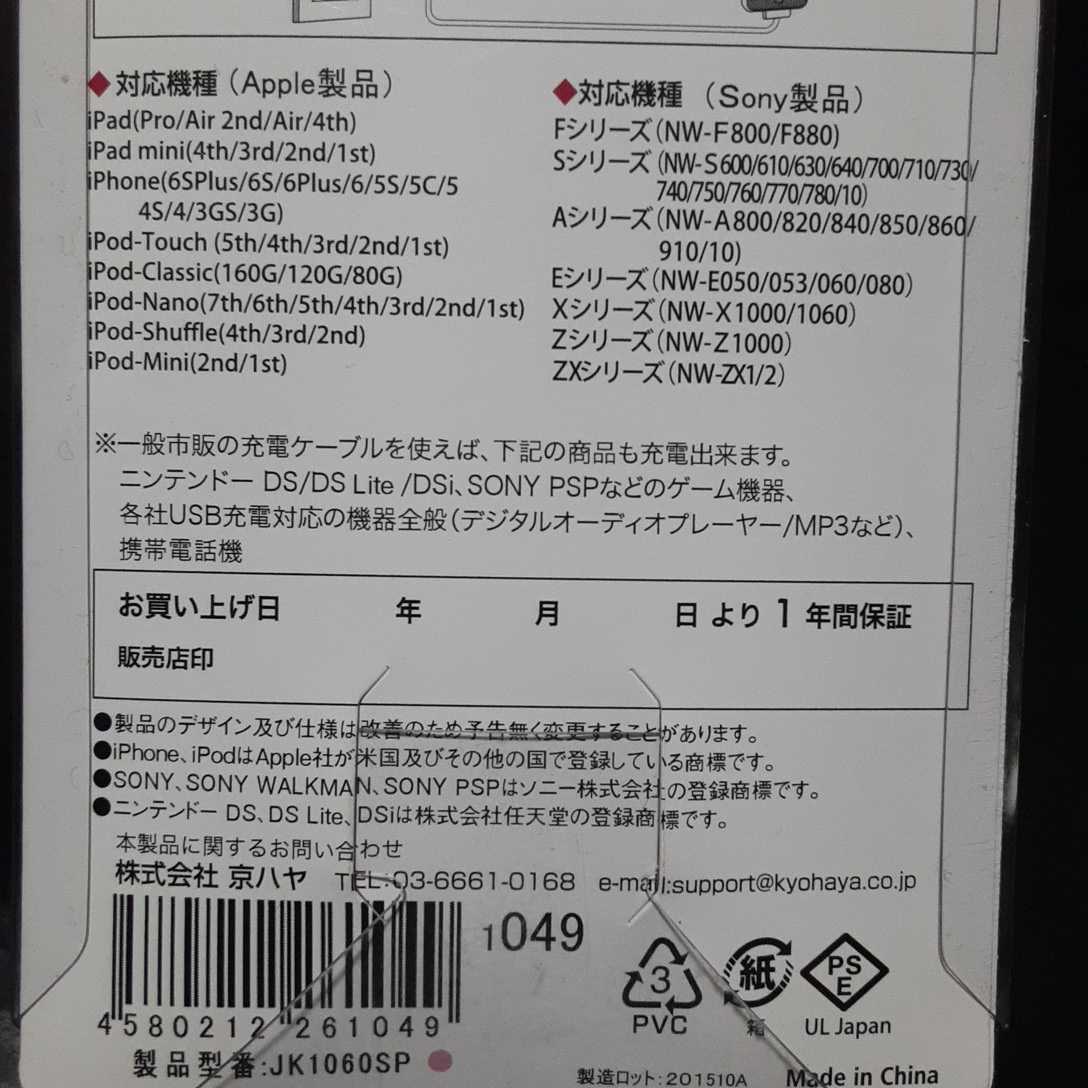 ◆対応機種（Apple製品）
iPad(Pro/Air 2nd/Air/4th)
iPad mini(4th/3rd/2nd/1st)
iPhone(6SPlus/6S/6Plus/6/5S/5C/5
4S/4/3GS/3G)
iPod-Touch (5th/4th/3rd/2nd/1st)
iPod-Classic(160G/120G/80G)
iPod-Nano(7th/6th/5th/4th/3rd/2nd/1st)
iPod-Shuffle(4th/3rd/2nd)
iPod-Mini(2nd/1st)
◆対応機種（Sony製品）
Fシリーズ（NW-F800/F880）
Sシリーズ（NW-S600/610/630/640/700/710/730/
740/750/760/770/780/10）
Aシリーズ（NW-A800/820/840/850/860/
910/10）
Eシリーズ（NW-E050/053/060/080）
Xシリーズ（NW-X1000/1060）
Zシリーズ（NW-Z1000）
ZXシリーズ（NW-ZX1/2）
※一般市販の充電ケーブルを使えば、下記の商品も充電出来ます。
ニンテンドー DS/DS Lite /DSi、SONY PSPなどのゲーム機器、
各社USB充電対応の機器全般（デジタルオーディオプレーヤー/MP3など）、
携帯電話機
お買い上げ日 年 月 日 より 1 年間保証
販売店印
●製品のデザイン及び仕様は改善のため予告無く変更することがあります。
●iPhone、iPodはApple社が米国及びその他の国で登録している商標です。
●SONY、SONY WALKMAN、SONY PSPはソニー株式会社の登録商標です。
●ニンテンドー DS、DS Lite、DSiは株式会社任天堂の登録商標です。
本製品に関するお問い合わせ
株式会社 京ハヤ TEL:03-6661-0168 e-mail:support@kyohaya.co.jp
1049
4 580212 261049
製品型番:JK1060SP
3
PVC
紙
箱
PS
E
UL Japan
製造ロット:201510A Made in China